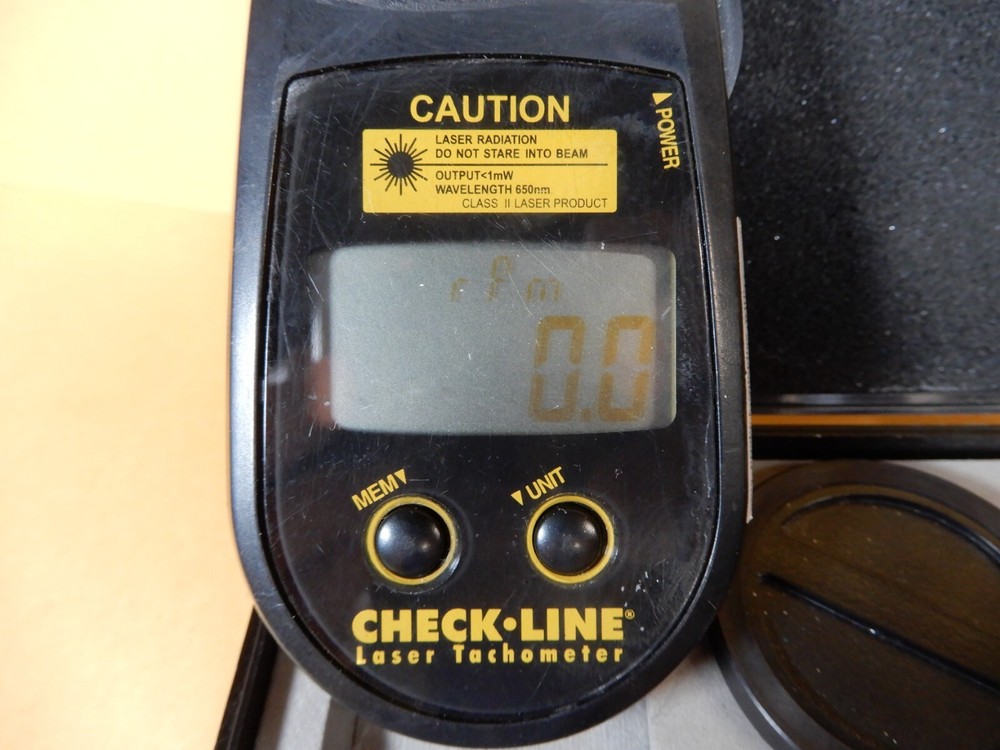 CAUTION
▲POWER
LASER RADIATION
DO NOT STARE INTO BEAM
OUTPUT<1mW
WAVELENGTH 650nm
CLASS II LASER PRODUCT
rpm
0.0
MEM▼
▼UNIT
CHECK•LINE®
Laser Tachometer